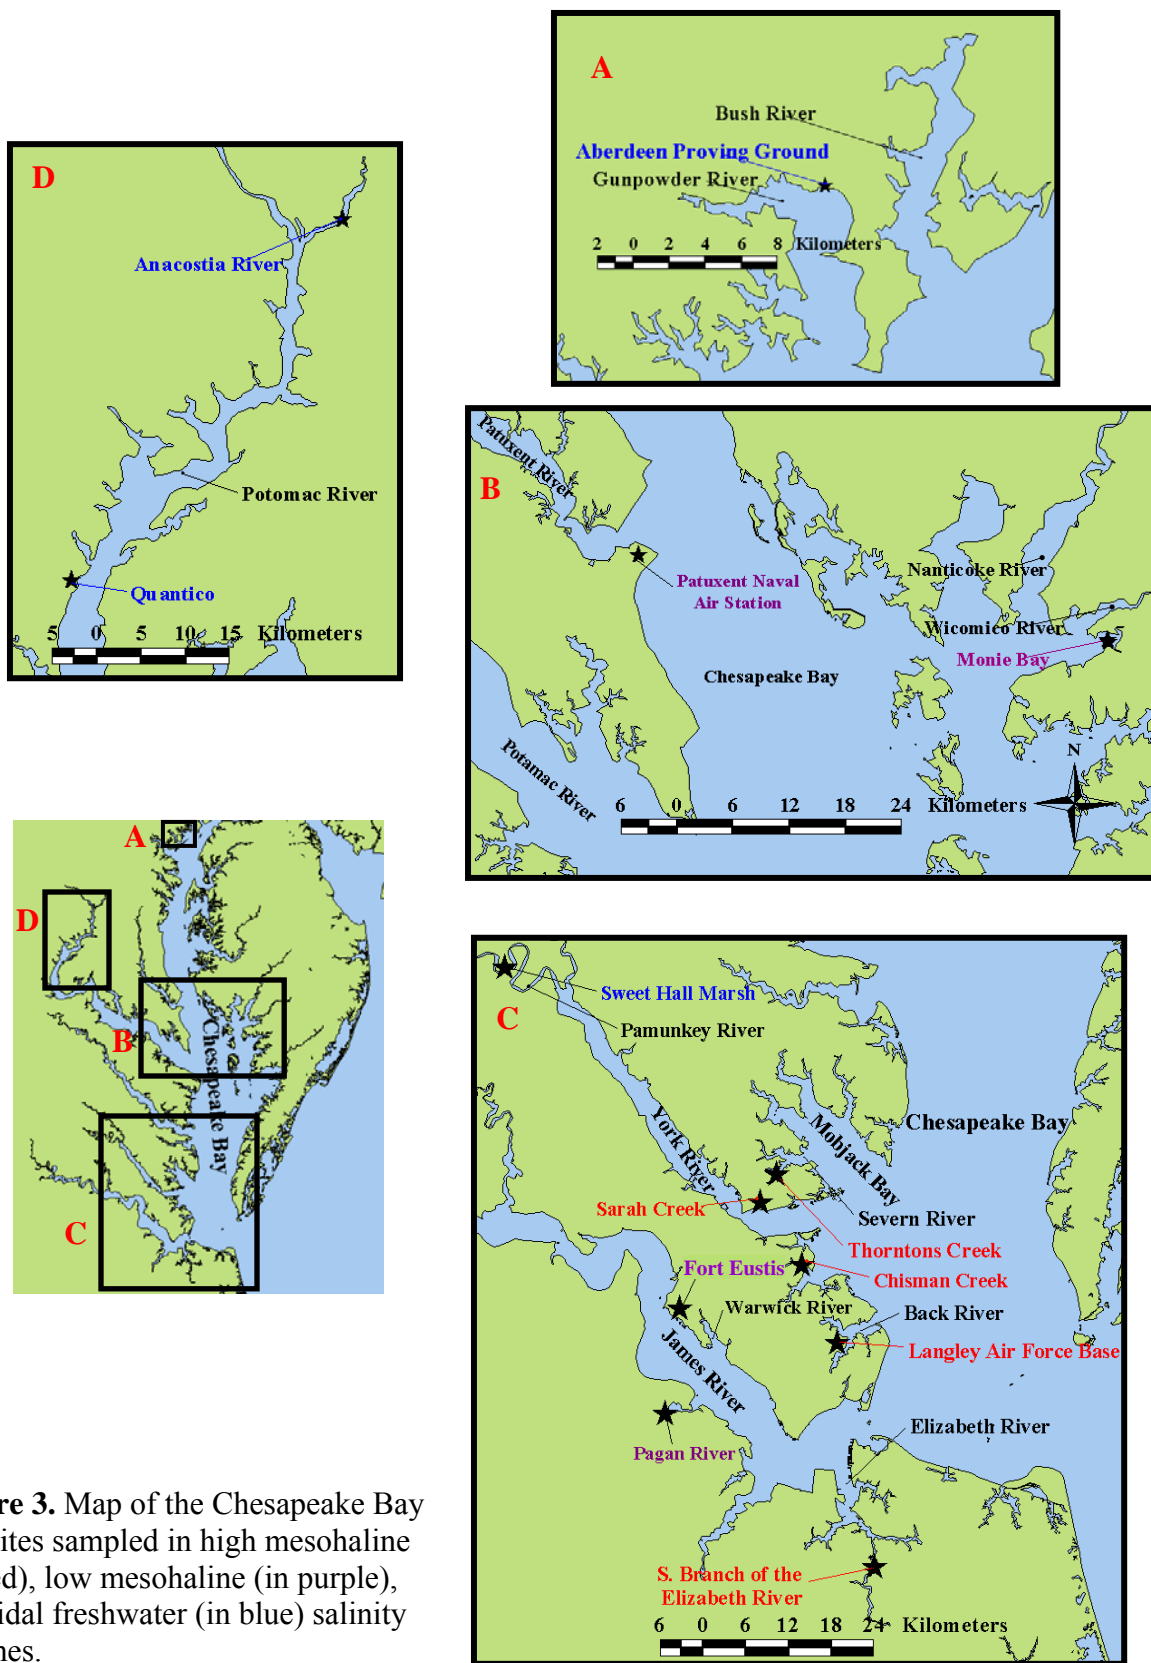 A
Bush River
Aberdeen Proving Ground
Gunpowder River
2 0 2 4 6 8 Kilometers
D
Anacostia River
Potomac River
Quantico
5 0 5 10 15 Kilometers
Patuxent River
B
Patuxent Naval
Air Station
Nanticoke River
Wicomico River
Monie Bay
Chesapeake Bay
Potamac River
N
6 0 6 12 18 24 Kilometers
A
D
B
Chesapeake Bay
C
Sweet Hall Marsh
C
Pamunkey River
York River
Mobjack Bay
Chesapeake Bay
Sarah Creek
Severn River
Thorntons Creek
Fort Eustis
Chisman Creek
Warwick River
Back River
James River
Langley Air Force Base
Elizabeth River
Pagan River
S. Branch of the
Elizabeth River
6 0 6 12 18 24 Kilometers
re 3. Map of the Chesapeake Bay
ites sampled in high mesohaline
ed), low mesohaline (in purple),
idal freshwater (in blue) salinity
nes.